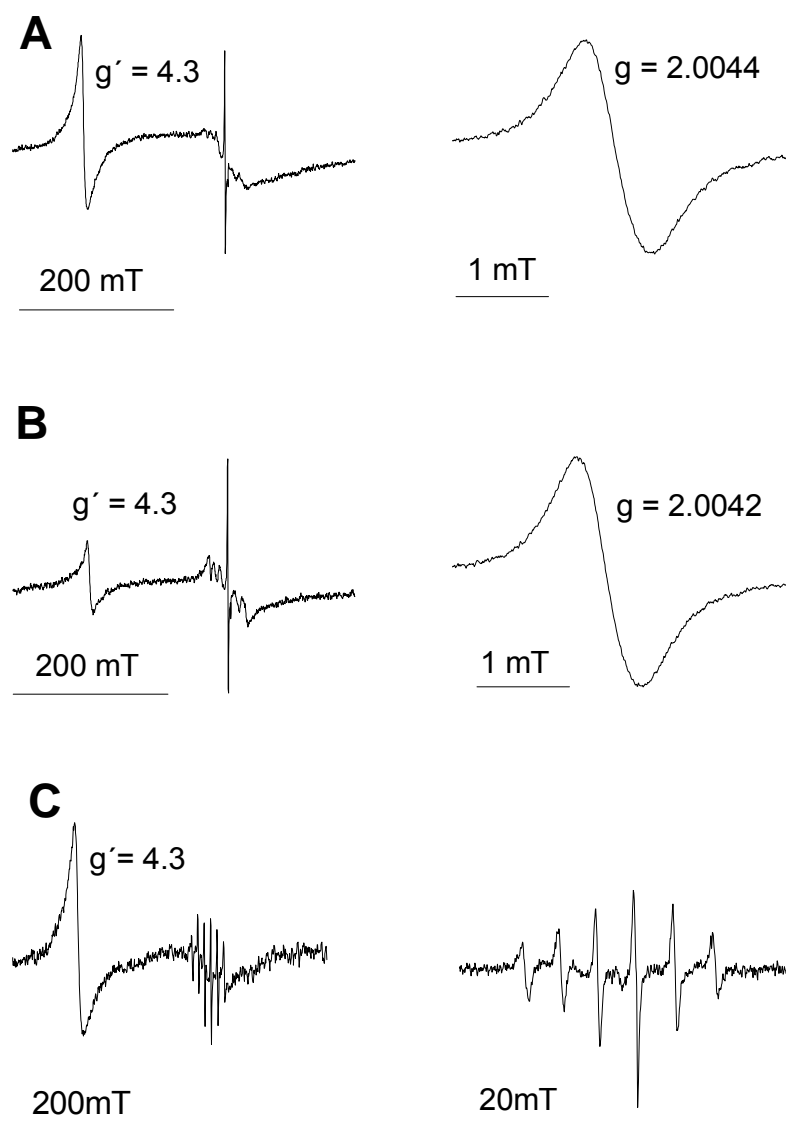 A
g´ = 4.3
g = 2.0044
200 mT
1 mT
B
g´ = 4.3
g = 2.0042
200 mT
1 mT
C
g´= 4.3
200mT
20mT